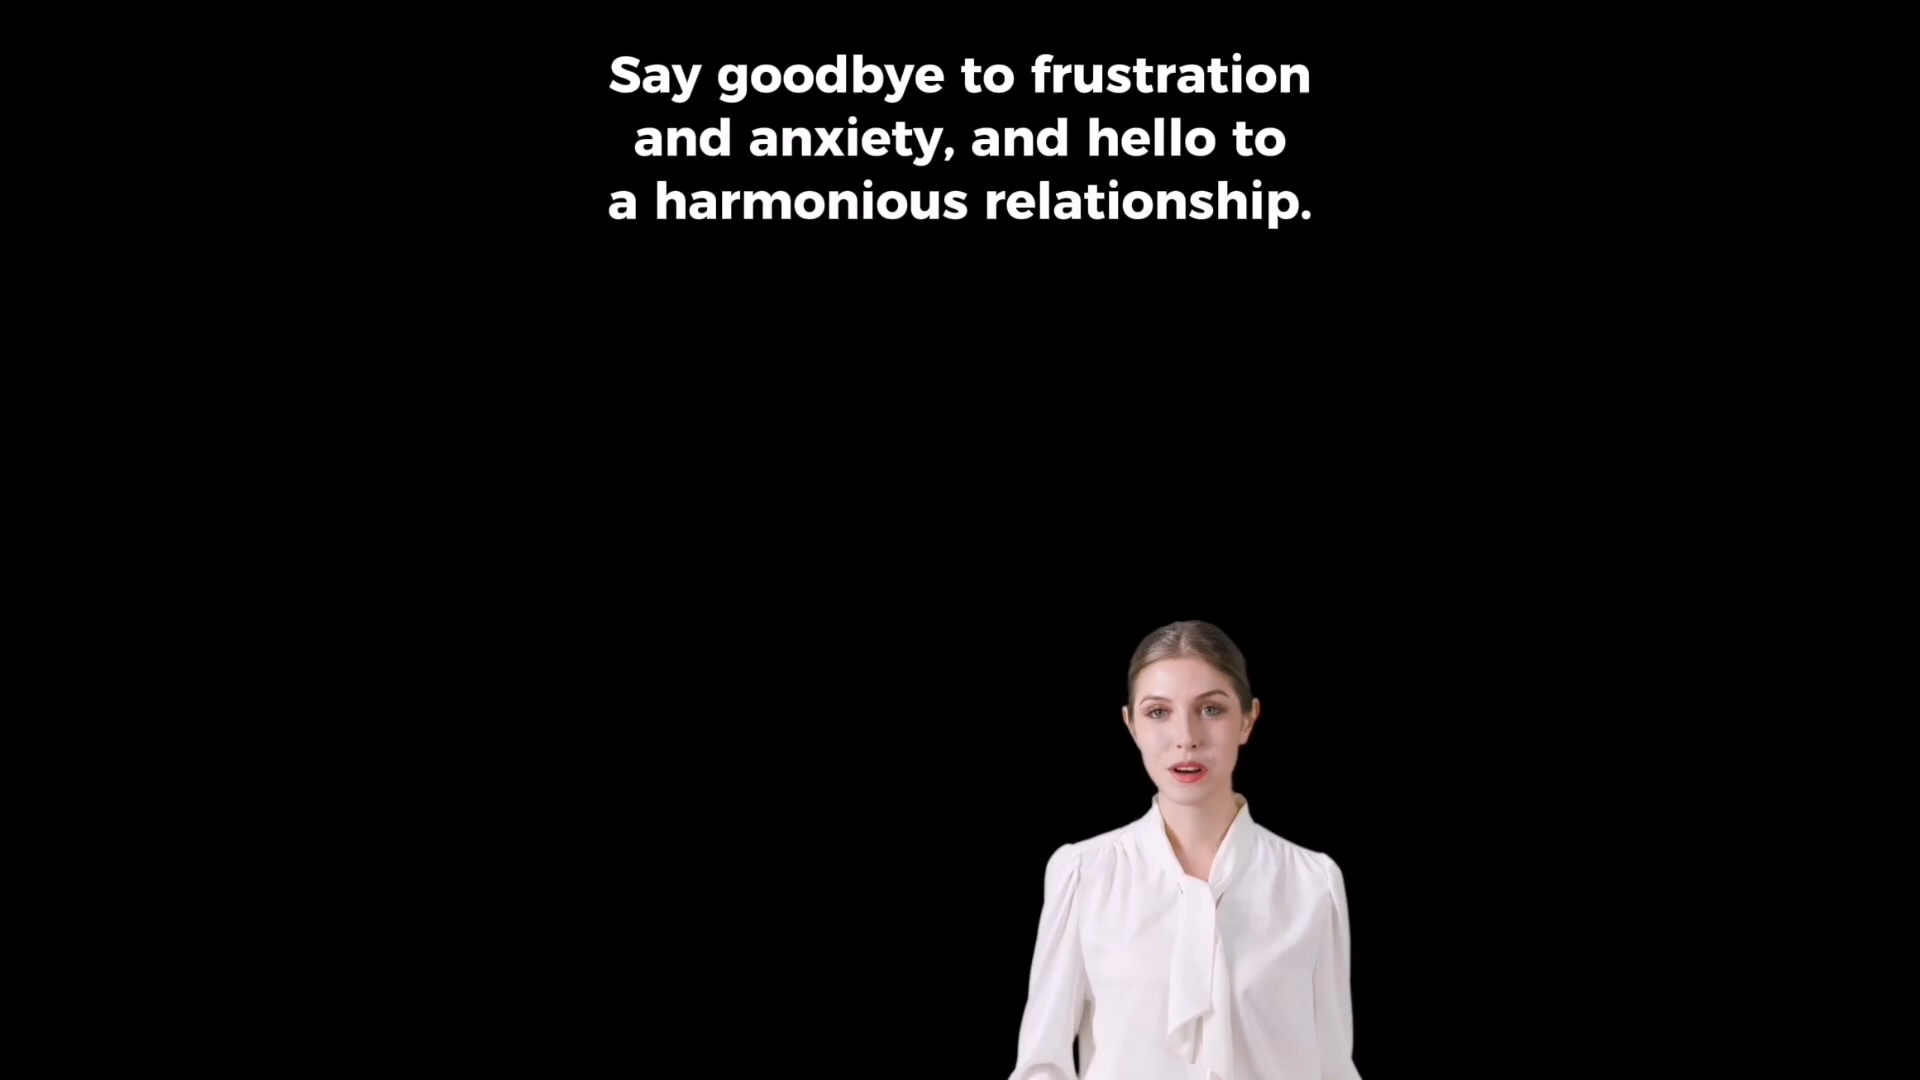 Say goodbye to frustration
and anxiety, and hello to
a harmonious relationship.